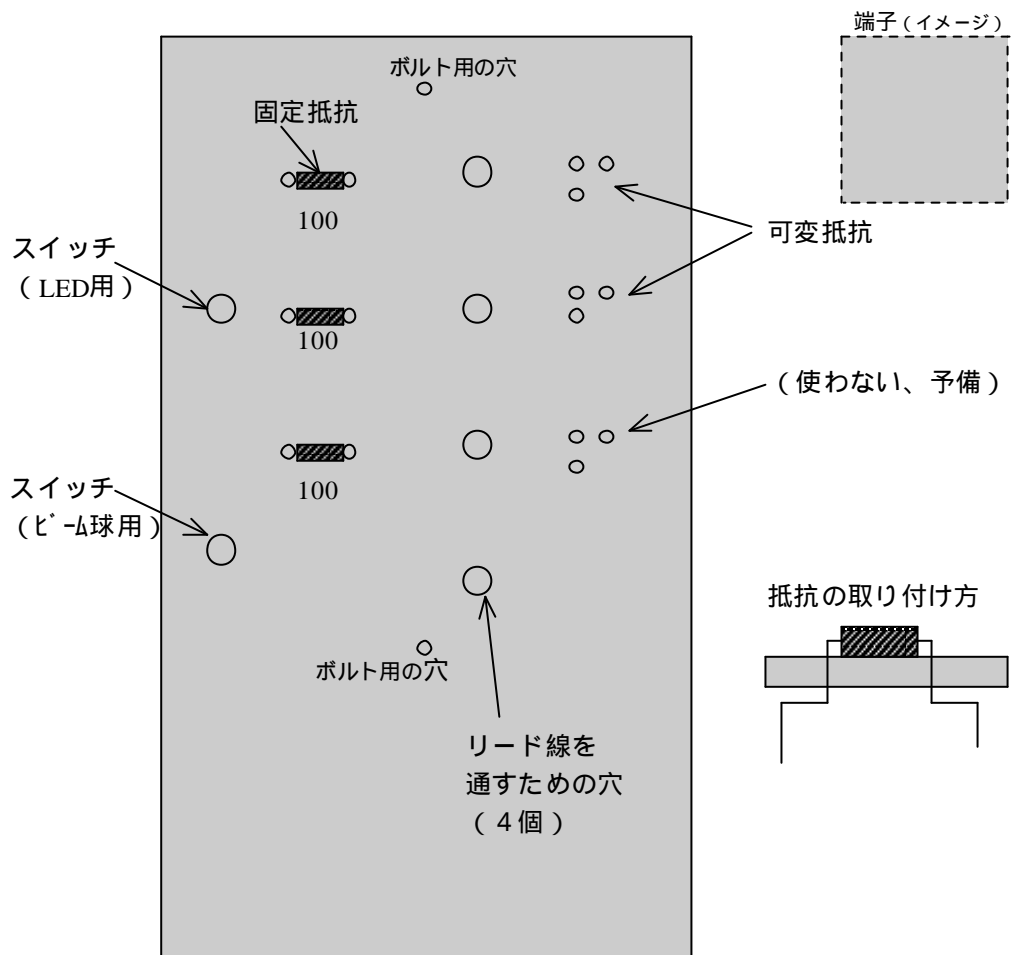 端子(イメージ)
ボルト用の穴
固定抵抗
100
可変抵抗
スイッチ
(LED用)
100
(使わない、予備)
100
スイッチ
(ビーム球用)
抵抗の取り付け方
ボルト用の穴
リード線を
通すための穴
(4個)